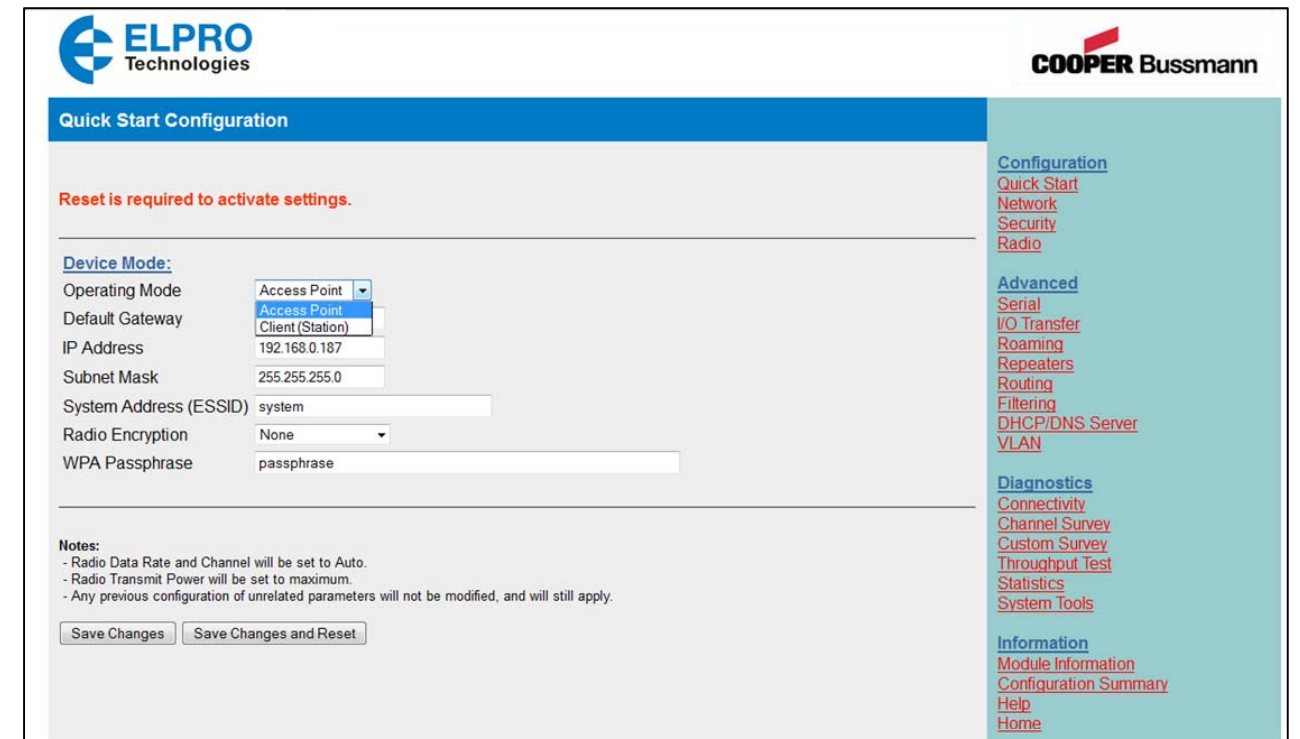 ELPRO
Technologies
COOPER Bussmann
Quick Start Configuration
Reset is required to activate settings.
Device Mode:
Operating Mode Access Point
Access Point
Client (Station)
Default Gateway
IP Address 192.168.0.187
Subnet Mask 255.255.255.0
System Address (ESSID) system
Radio Encryption None
WPA Passphrase passphrase
Notes:
- Radio Data Rate and Channel will be set to Auto.
- Radio Transmit Power will be set to maximum.
- Any previous configuration of unrelated parameters will not be modified, and will still apply.
Save Changes Save Changes and Reset
Configuration
Quick Start
Network
Security
Radio
Advanced
Serial
I/O Transfer
Roaming
Repeaters
Routing
Filtering
DHCP/DNS Server
VLAN
Diagnostics
Connectivity
Channel Survey
Custom Survey
Throughput Test
Statistics
System Tools
Information
Module Information
Configuration Summary
Help
Home